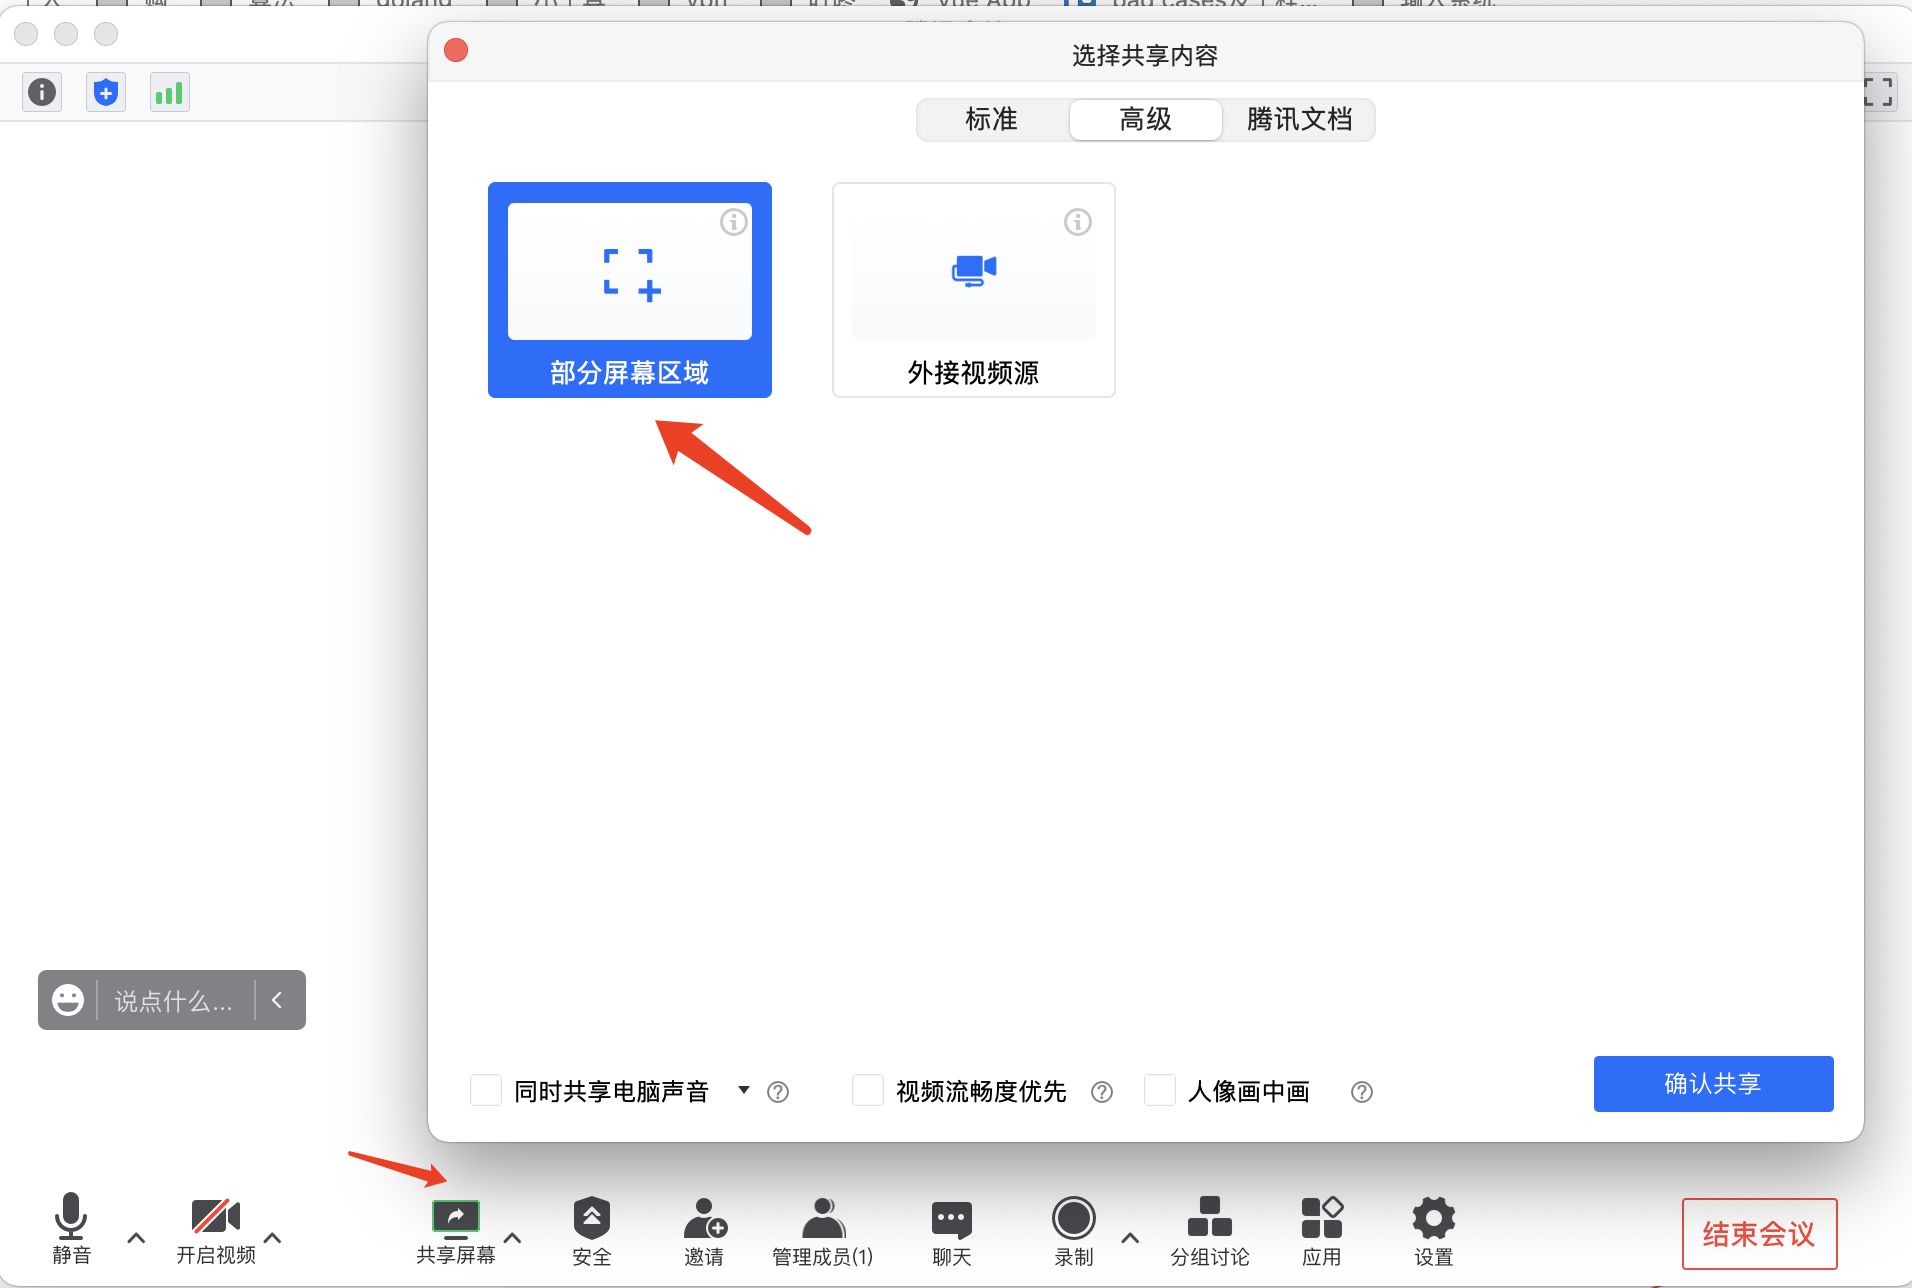 选择共享内容
标准 高级 腾讯文档
部分屏幕区域 外接视频源
说点什么...
同时共享电脑声音 视频流畅度优先 人像画中画 确认共享
静音 开启视频 共享屏幕 安全 邀请 管理成员(1) 聊天 录制 分组讨论 应用 设置 结束会议